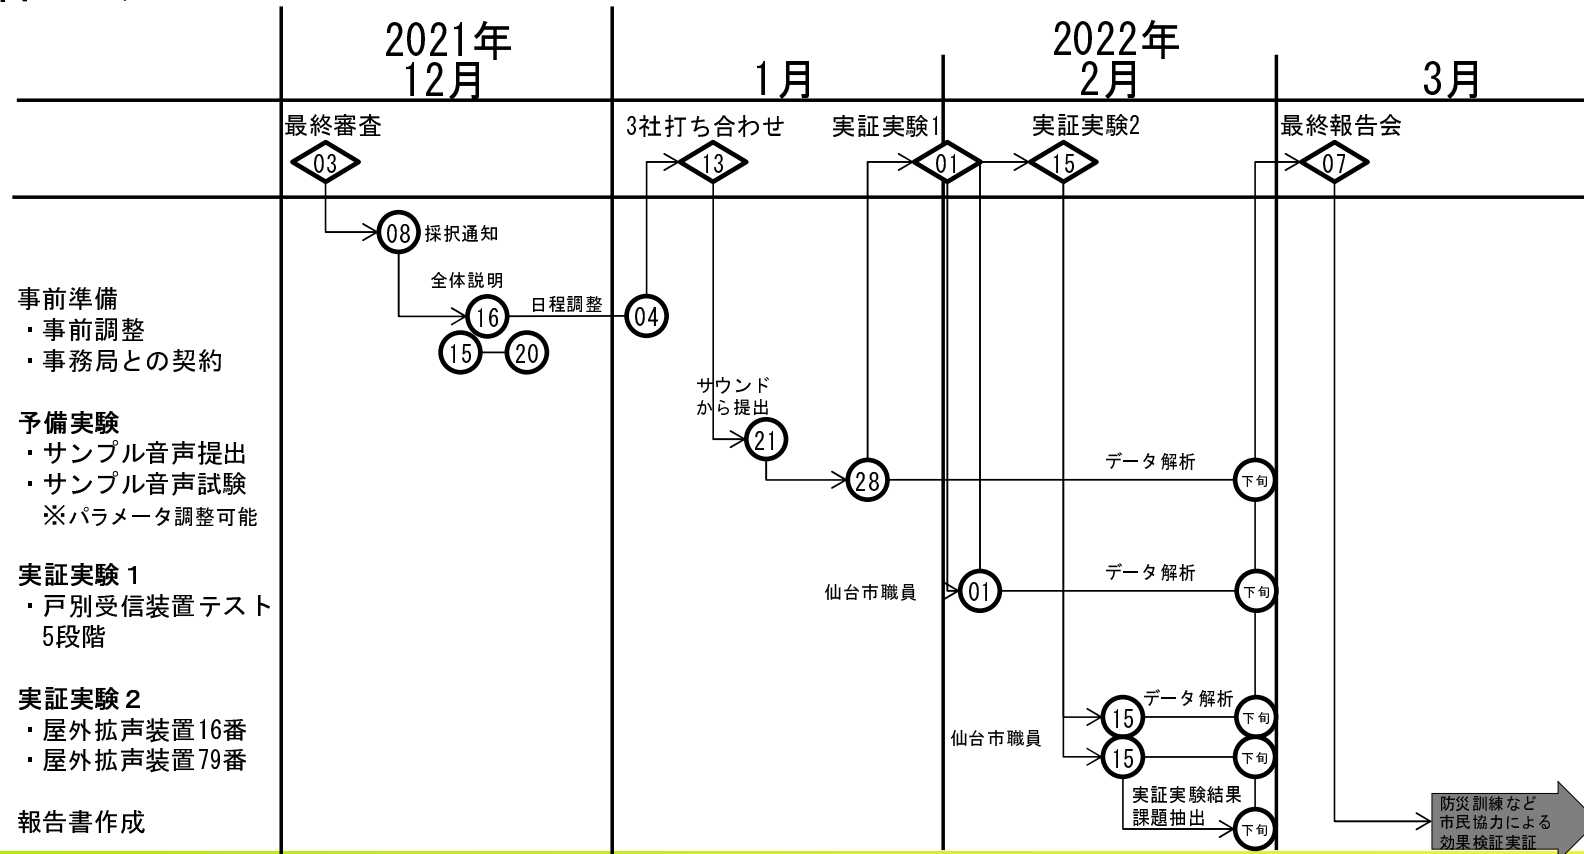 2021年
12月
2022年
1月
2月
3月
最終審査
3社打ち合わせ
実証実験1
実証実験2
最終報告会
03
13
01
15
07
08
採択通知
全体説明
16
日程調整
04
15
20
事前準備
・事前調整
・事務局との契約
サウンド
から提出
21
予備実験
・サンプル音声提出
・サンプル音声試験
※パラメータ調整可能
28
データ解析
下旬
実証実験1
・戸別受信装置テスト
5段階
仙台市職員
01
データ解析
下旬
実証実験2
・屋外拡声装置16番
・屋外拡声装置79番
仙台市職員
15
データ解析
下旬
15
下旬
報告書作成
実証実験結果
課題抽出
下旬
防災訓練など
市民協力による
効果検証実証